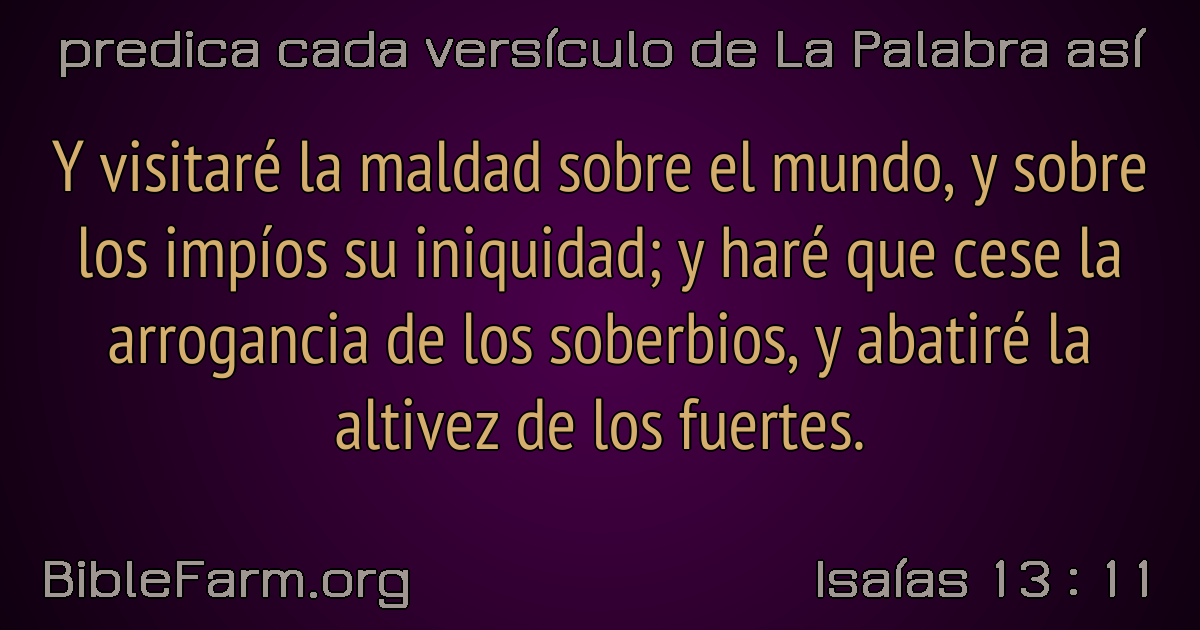 predica cada versículo de La Palabra así
Y visitaré la maldad sobre el mundo, y sobre
los impíos su iniquidad; y haré que cese la
arrogancia de los soberbios, y abatiré la
altivez de los fuertes.
BibleFarm.org
Isaías 13 : 11